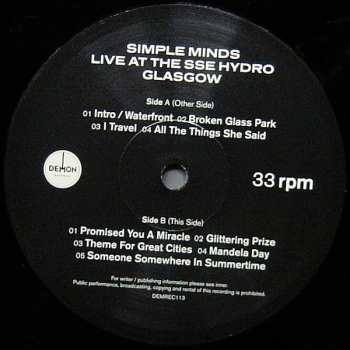 SIMPLE MINDS
LIVE AT THE SSE HYDRO
GLASGOW
Side A (Other Side)
01 Intro / Waterfront 02 Broken Glass Park
03 I Travel 04 All The Things She Said
DEMON
RECORDS
33 rpm
Side B (This Side)
01 Promised You A Miracle 02 Glittering Prize
03 Theme For Great Cities 04 Mandela Day
05 Someone Somewhere In Summertime
For writer / publishing information please see inner.
Public performance, broadcasting, copying and rental of this recording is prohibited.
DEMREC113